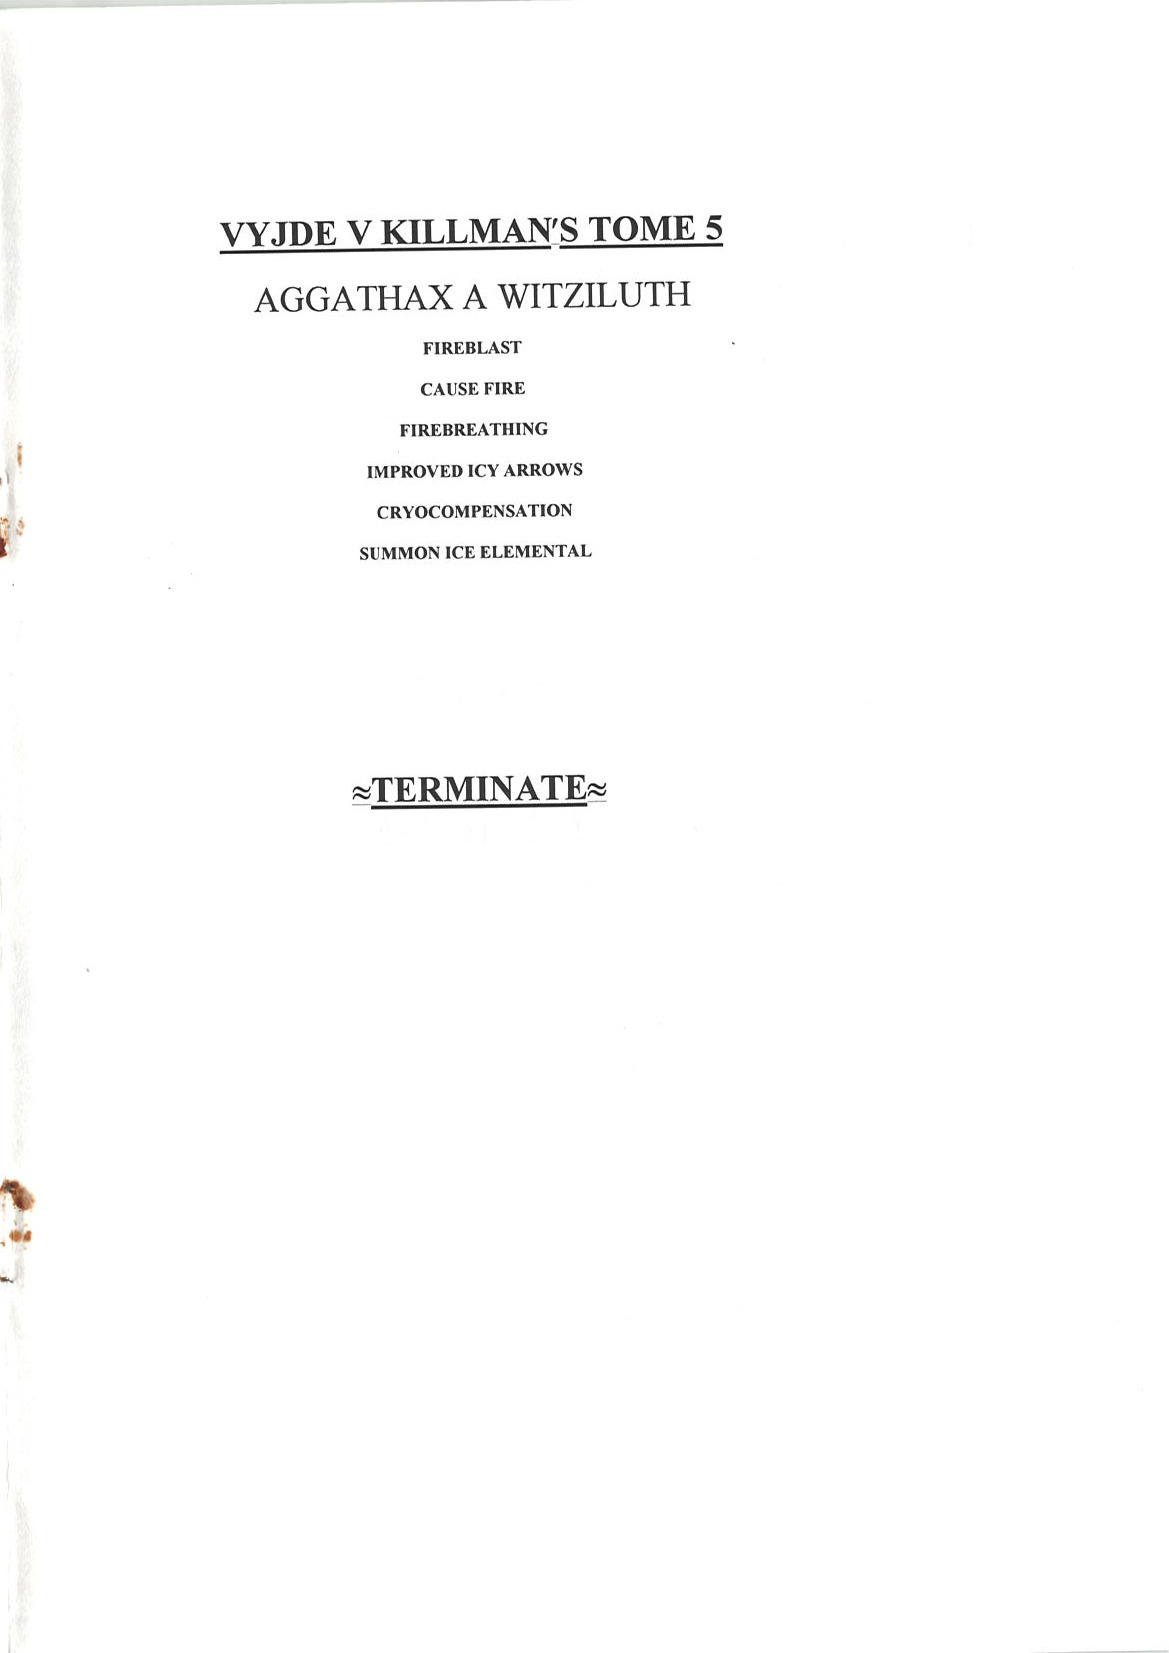 VYJDE V KILLMAN'S TOME 5
AGGATHAX A WITZILUTH
FIREBLAST
CAUSE FIRE
FIREBREATHING
IMPROVED ICY ARROWS
CRYOCOMPENSATION
SUMMON ICE ELEMENTAL
≈TERMINATE≈